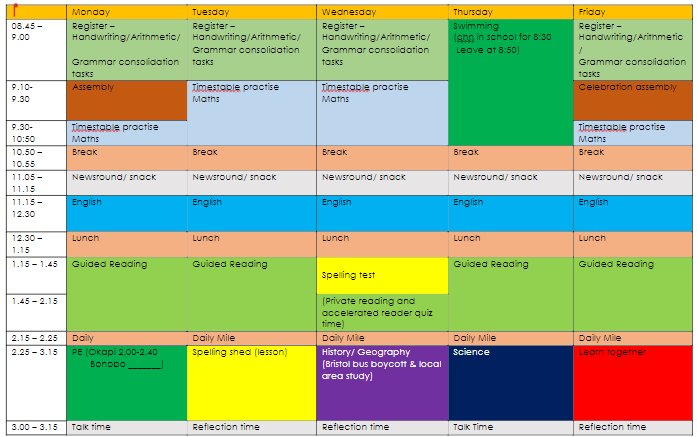 Monday Tuesday Wednesday Thursday Friday
08.45 –
9.00
Register –
Handwriting/Arithmetic/
Grammar consolidation
tasks
Register –
Handwriting/Arithmetic/
Grammar consolidation
tasks
Register –
Handwriting/Arithmetic/
Grammar consolidation
tasks
Swimming
in school for 8:30
Leave at 8:50)
Register –
Handwriting/Arithmetic
/
Grammar consolidation
tasks
9.10-
9.30
Assembly
Timestable practise
Maths
Timestable practise
Maths
Celebration assembly
9.30-
10:50
Timestable practise
Maths
Timestable practise
Maths
10.50 –
10.55
Break Break Break Break Break
11.05 –
11.15
Newsround/ snack Newsround/ snack Newsround/ snack Newsround/ snack Newsround/ snack
11.15 –
12.30
English English English English English
12.30 –
1.15
Lunch Lunch Lunch Lunch Lunch
1.15 – 1.45
Guided Reading Guided Reading
Spelling test
Guided Reading Guided Reading
1.45 – 2.15
(Private reading and
accelerated reader quiz
time)
2.15 – 2.25 Daily Daily Mile Daily Mile Daily Mile Daily Mile
2.25 – 3.15
PE (Okapi 2.00-2.40
Bonobo ______)
Spelling shed (lesson)
History/ Geography
(Bristol bus boycott & local
area study)
Science
Learn together
3.00 – 3.15 Talk time Reflection time Reflection time Talk Time Reflection time